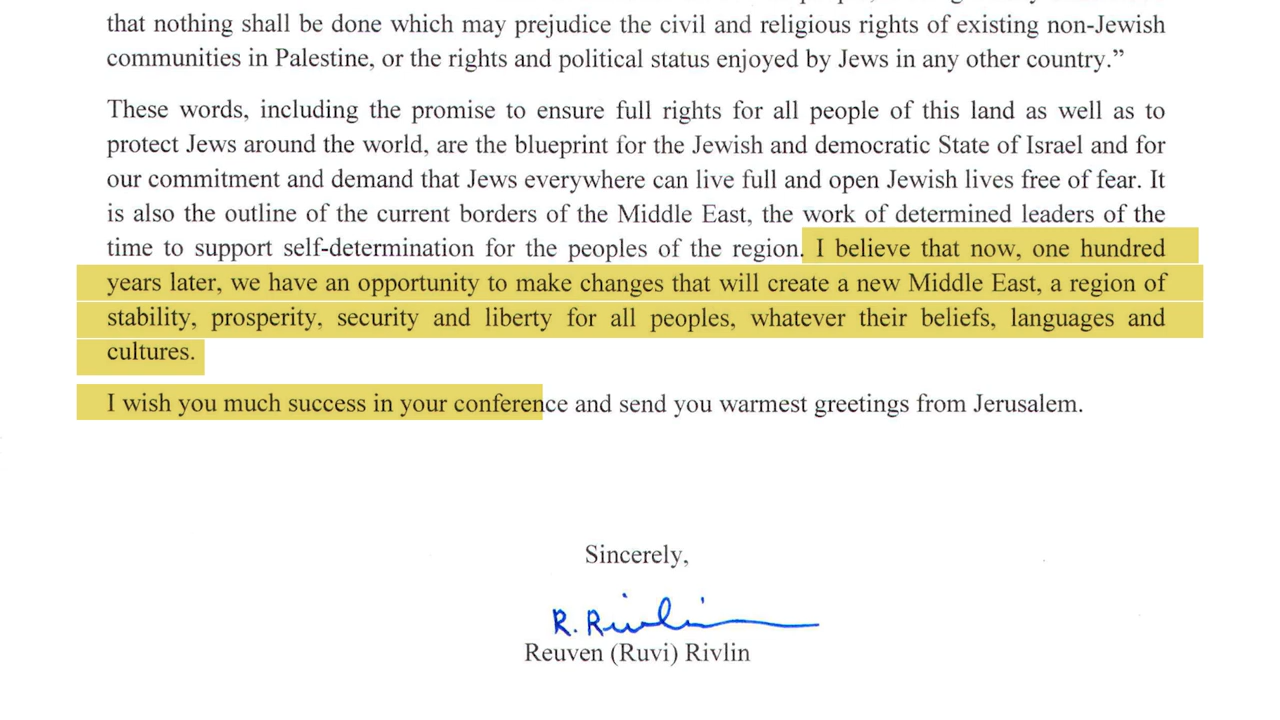 that nothing shall be done which may prejudice the civil and religious rights of existing non-Jewish
communities in Palestine, or the rights and political status enjoyed by Jews in any other country.”
These words, including the promise to ensure full rights for all people of this land as well as to
protect Jews around the world, are the blueprint for the Jewish and democratic State of Israel and for
our commitment and demand that Jews everywhere can live full and open Jewish lives free of fear. It
is also the outline of the current borders of the Middle East, the work of determined leaders of the
time to support self-determination for the peoples of the region. I believe that now, one hundred
years later, we have an opportunity to make changes that will create a new Middle East, a region of
stability, prosperity, security and liberty for all peoples, whatever their beliefs, languages and
cultures.
I wish you much success in your conference and send you warmest greetings from Jerusalem.
Sincerely,
R. Rivlin
Reuven (Ruvi) Rivlin